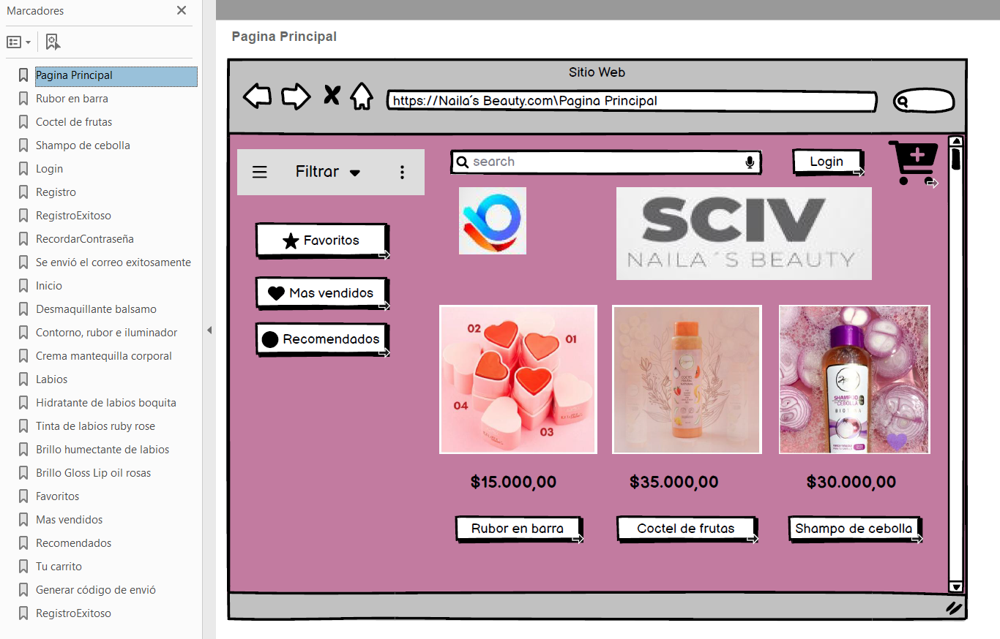 Marcadores
Pagina Principal
Rubor en barra
Coctel de frutas
Shampo de cebolla
Login
Registro
RegistroExitoso
RecordarContraseña
Se envió el correo exitosamente
Inicio
Desmaquillante balsamo
Contorno, rubor e iluminador
Crema mantequilla corporal
Labios
Hidratante de labios boquita
Tinta de labios ruby rose
Brillo humectante de labios
Brillo Gloss Lip oil rosas
Favoritos
Mas vendidos
Recomendados
Tu carrito
Generar código de envió
RegistroExitoso
Pagina Principal
Sitio Web
https://Naila´s Beauty.com\Pagina Principal
Filtrar
search
Login
SCIV
NAILA´S BEAUTY
Favoritos
Mas vendidos
Recomendados
02
01
04
03
SHAMPOO
CEBOLLA
BIOTINA
$15.000,00
$35.000,00
$30.000,00
Rubor en barra
Coctel de frutas
Shampo de cebolla